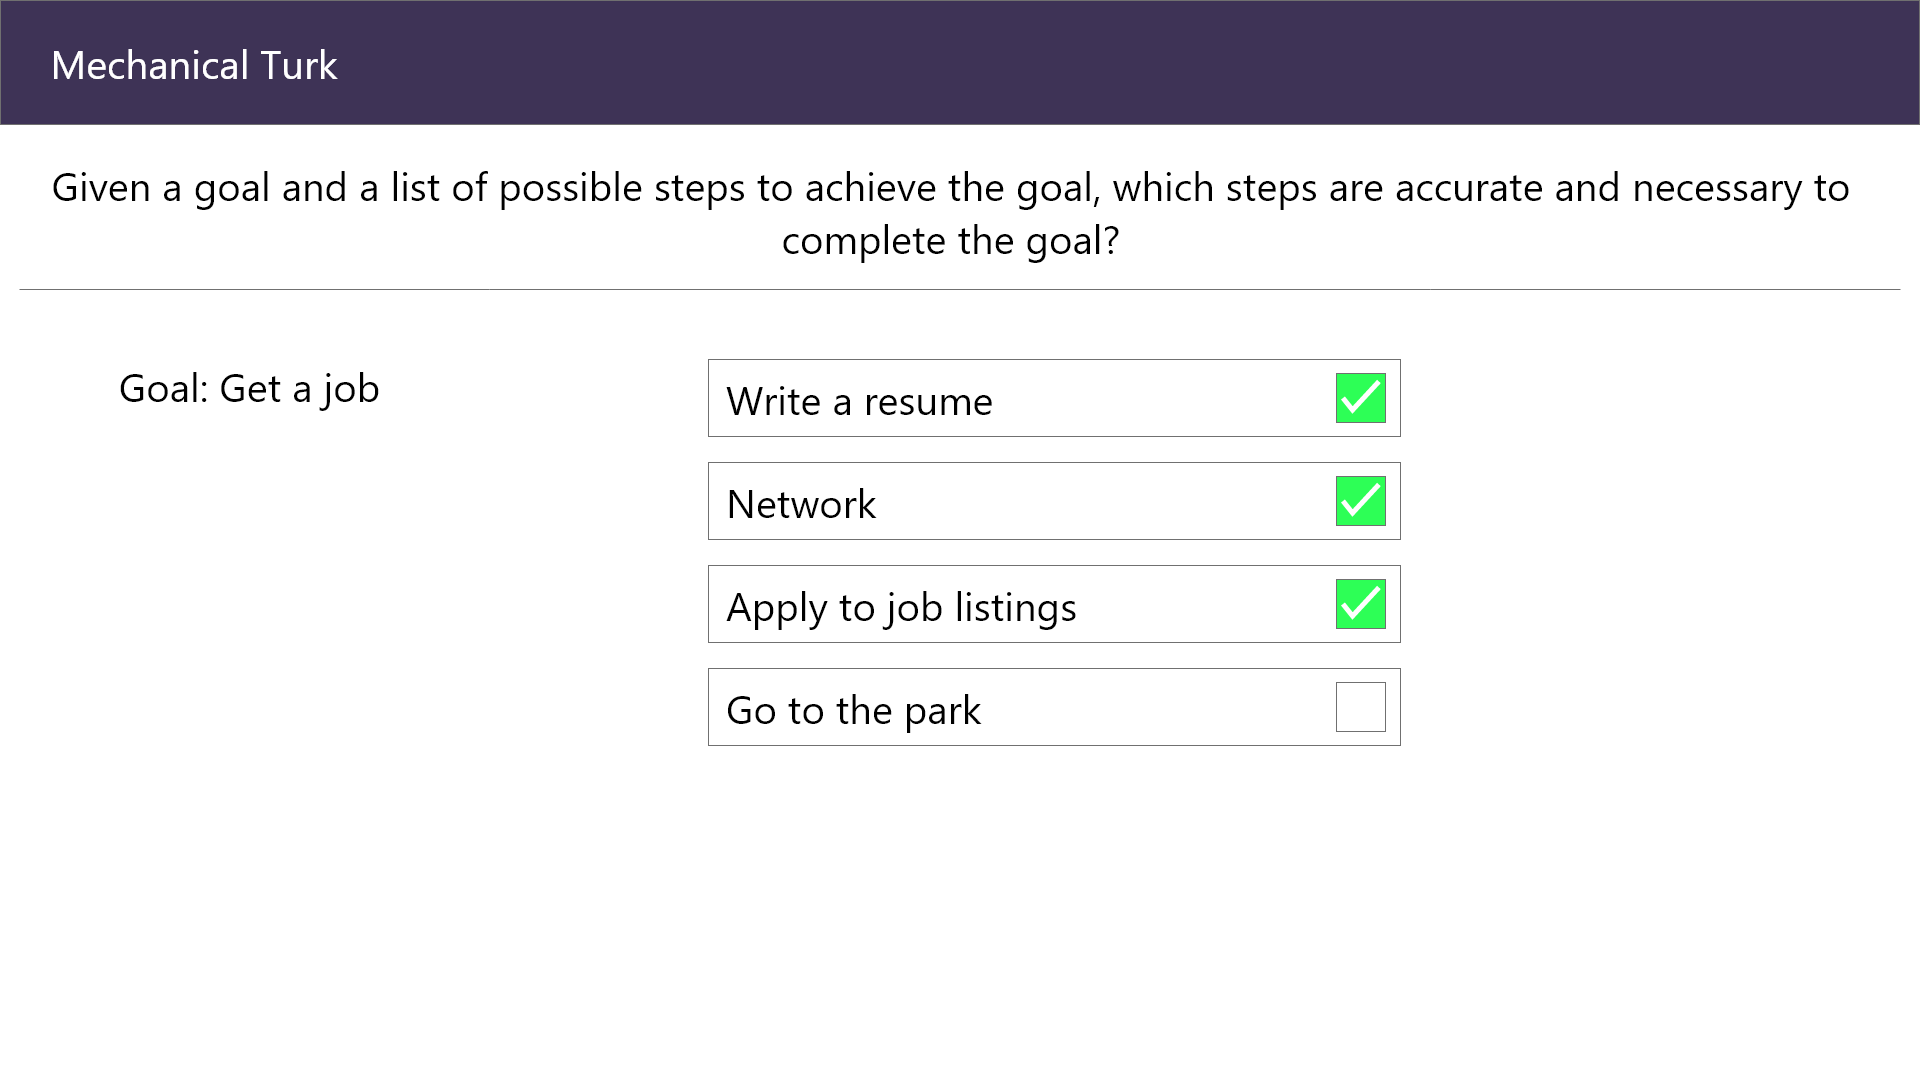 Mechanical Turk
Given a goal and a list of possible steps to achieve the goal, which steps are accurate and necessary to
complete the goal?
Goal: Get a job
Write a resume
Network
Apply to job listings
Go to the park